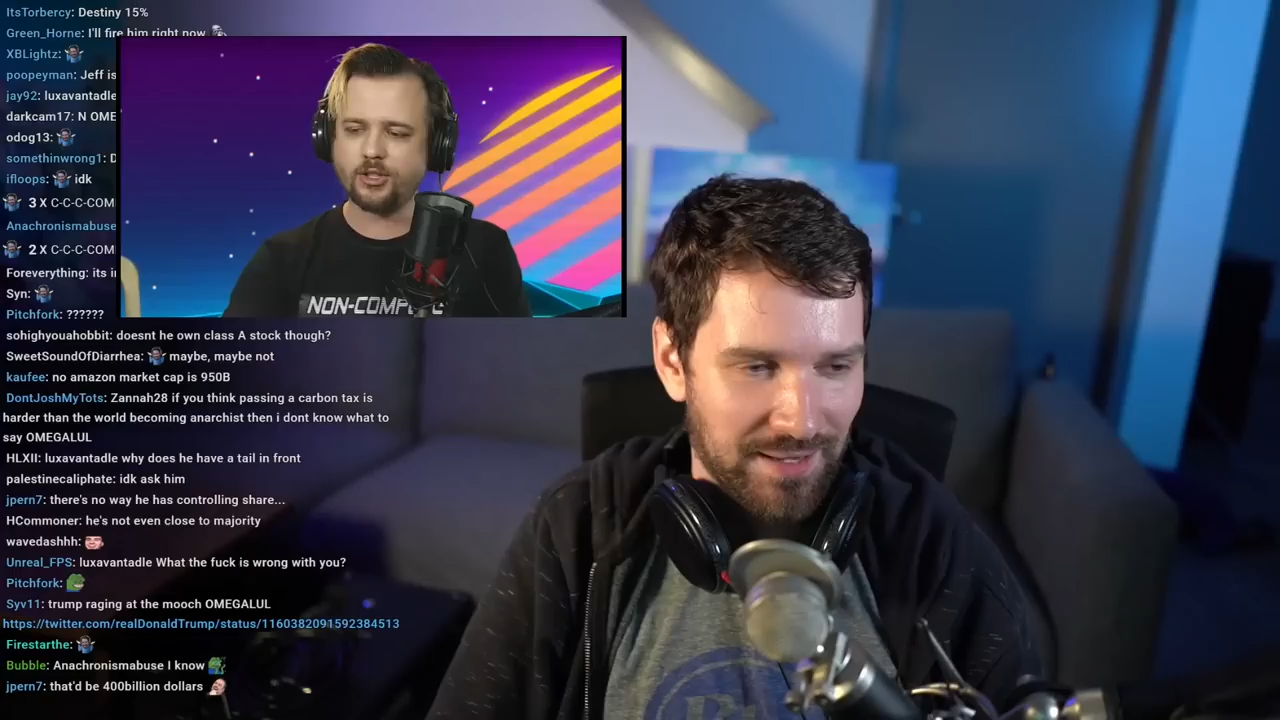 ItsTorbercy: Destiny 15%
Green_Horne: I'll fire him right now
XBLightz:
poopeyman: Jeff is
jay92: luxavantadle
darkcam17: N OME
odog13:
somethinwrong1: D
ifloops: idk
3 X C-C-C-COM
Anachronismabuse
2 X C-C-C-COM
Foreverything: its i
Syn:
Pitchfork: ??????
sohighyouahobbit: doesnt he own class A stock though?
SweetSoundOfDiarrhea: maybe, maybe not
kaufee: no amazon market cap is 950B
DontJoshMyTots: Zannah28 if you think passing a carbon tax is
harder than the world becoming anarchist then i dont know what to
say OMEGALUL
HLXII: luxavantadle why does he have a tail in front
palestinecaliphate: idk ask him
jpern7: there's no way he has controlling share...
HCommoner: he's not even close to majority
wavedashhh:
Unreal_FPS: luxavantadle What the fuck is wrong with you?
Pitchfork:
Syv11: trump raging at the mooch OMEGALUL
https://twitter.com/realDonaldTrump/status/1160382091592384513
Firestarthe:
Bubble: Anachronismabuse I know
jpern7: that'd be 400billion dollars